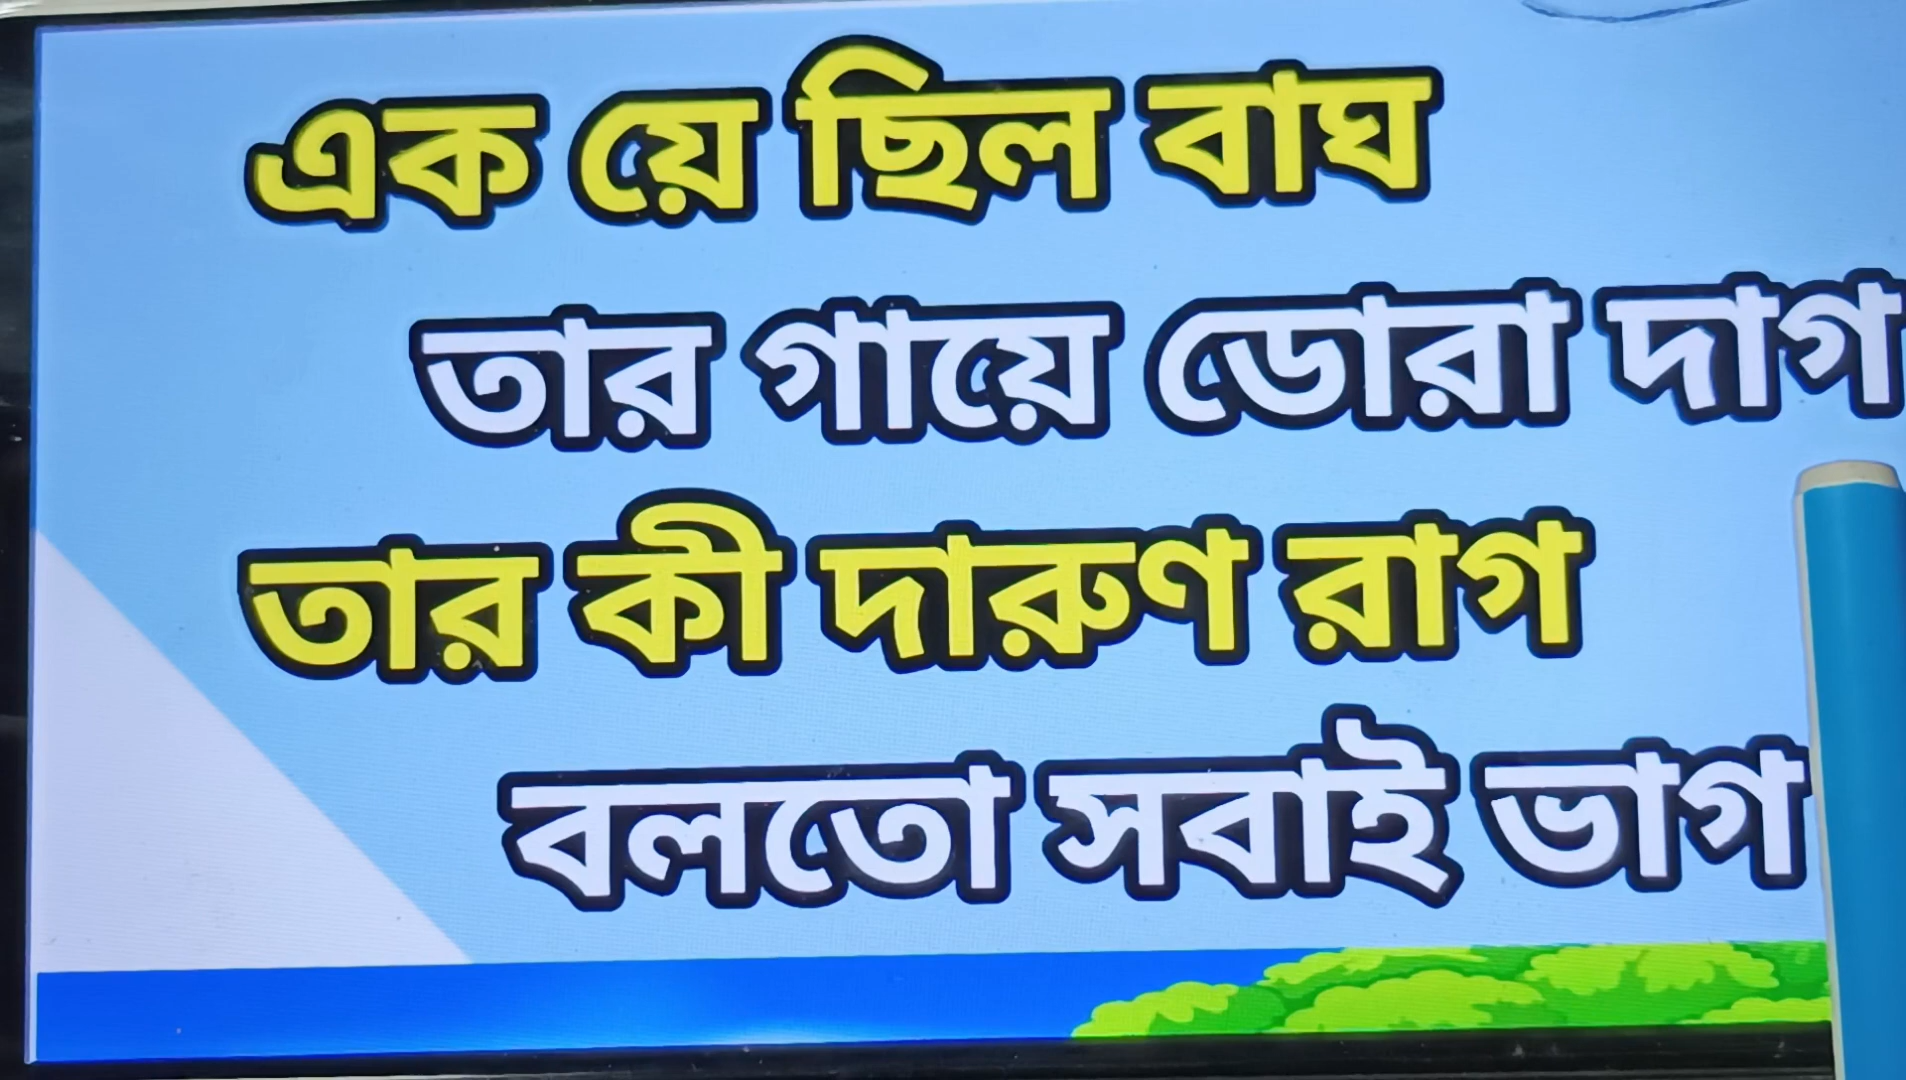 এক য়ে ছিল বাঘ
তার গায়ে ডোরা দাগ
তার কী দারুণ রাগ
বলতো সবাই ভাগ